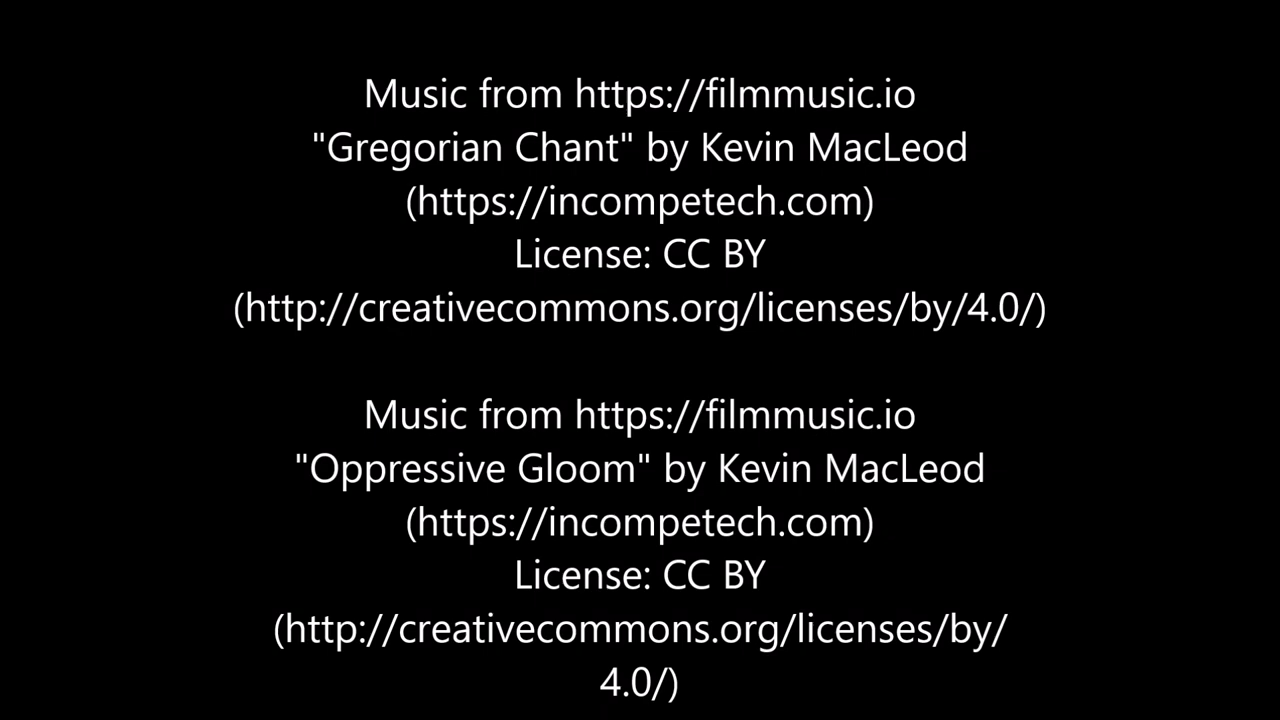 Music from https://filmmusic.io
"Gregorian Chant" by Kevin MacLeod
(https://incompetech.com)
License: CC BY
(http://creativecommons.org/licenses/by/4.0/)
Music from https://filmmusic.io
"Oppressive Gloom" by Kevin MacLeod
(https://incompetech.com)
License: CC BY
(http://creativecommons.org/licenses/by/
4.0/)